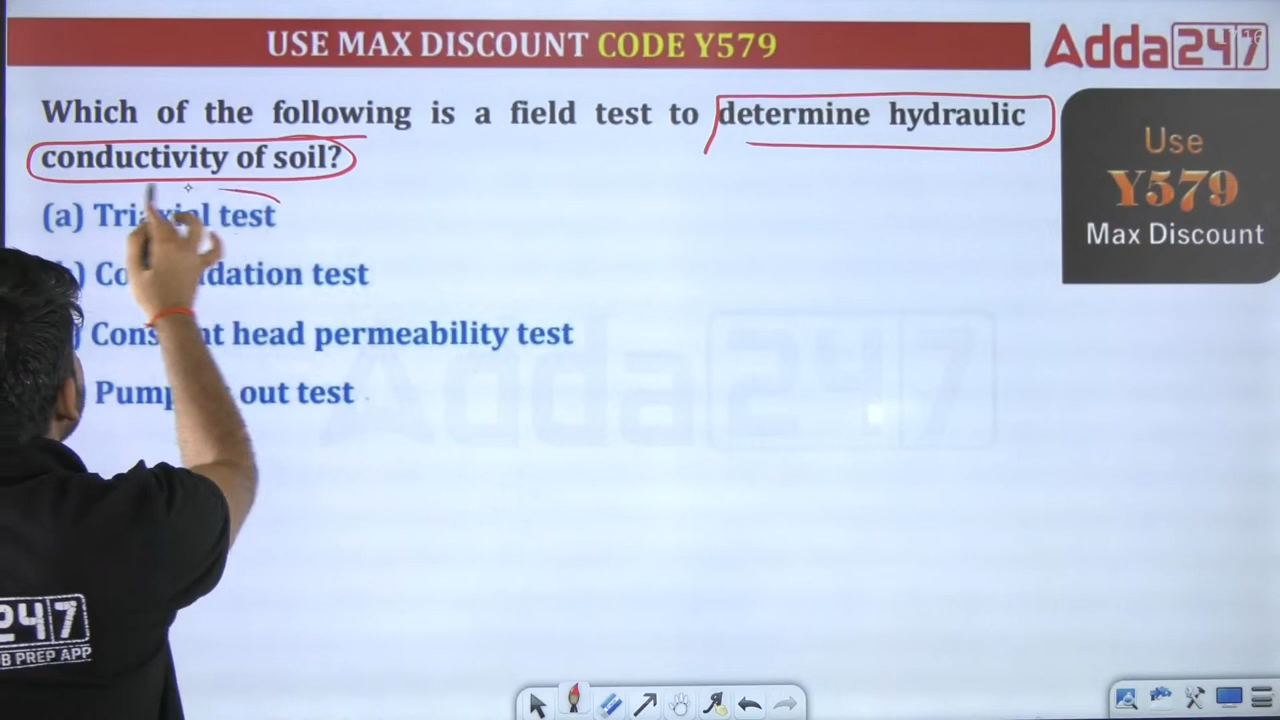 USE MAX DISCOUNT CODE Y579
Adda247
Which of the following is a field test to determine hydraulic
conductivity of soil?
Use
Y579
Max Discount
(a) Triaxial test
) Co dation test
Cons nt head permeability test
Pump out test
Adda247
247
B PREP APP